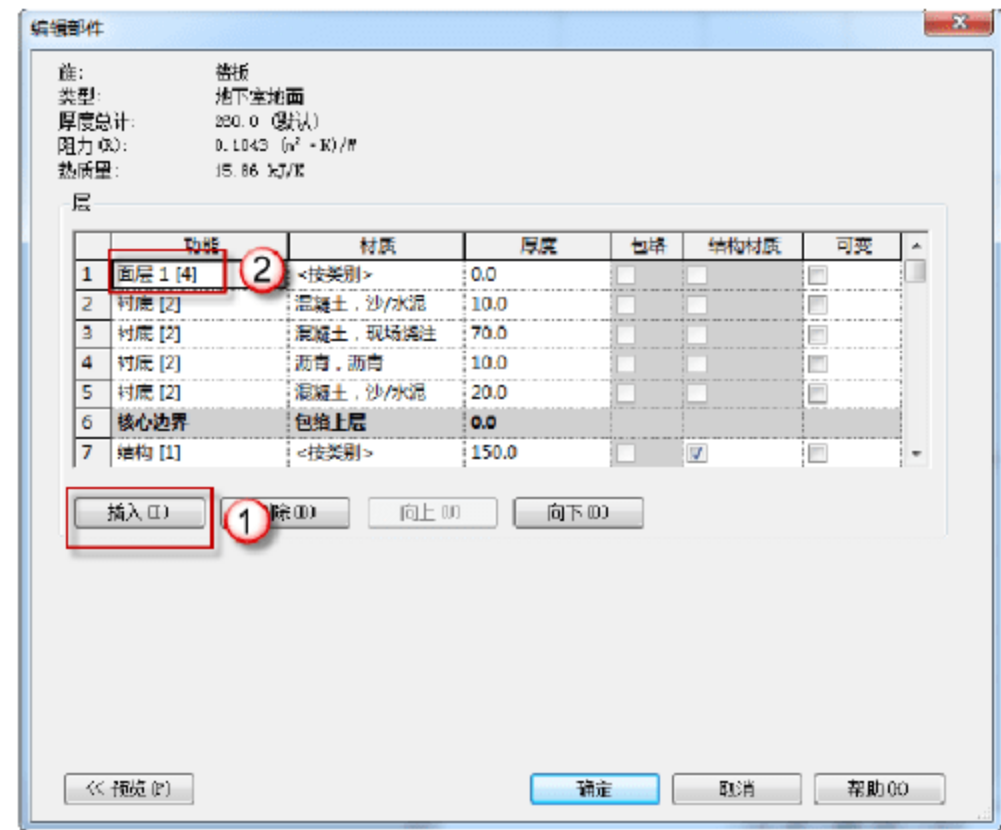 编辑部件
族: 楼板
类型: 地下室地面
厚度总计: 260.0 (默认)
阻力(R): 0.1043 (m²·K)/W
热质量: 15.86 kJ/K
层
功能 材质 厚度 包络 结构材质 可变
1 面层 1 [4] <按类别> 0.0
2 衬底 [2] 混凝土，沙/水泥 10.0
3 衬底 [2] 混凝土，现场浇注 70.0
4 衬底 [2] 沥青，沥青 10.0
5 衬底 [2] 混凝土，沙/水泥 20.0
6 核心边界 包络上层 0.0
7 结构 [1] <按类别> 150.0
插入(I) 除(D) 向上(U) 向下(O)
② ①
<< 预览(P) 确定 取消 帮助(H)